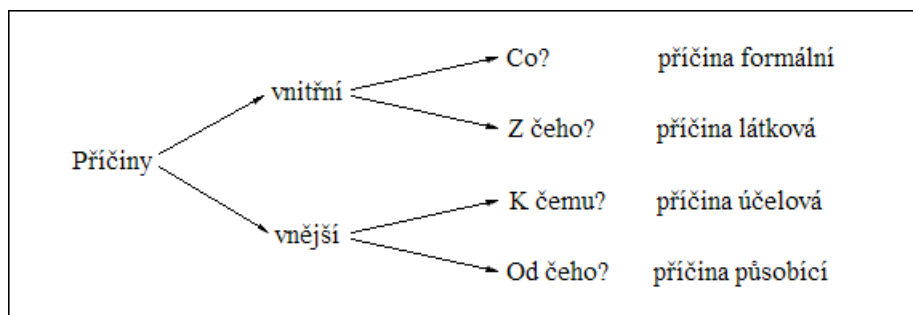 Co? příčina formální
vnitřní
Z čeho? příčina látková
Příčiny
K čemu? příčina účelová
vnější
Od čeho? příčina působící